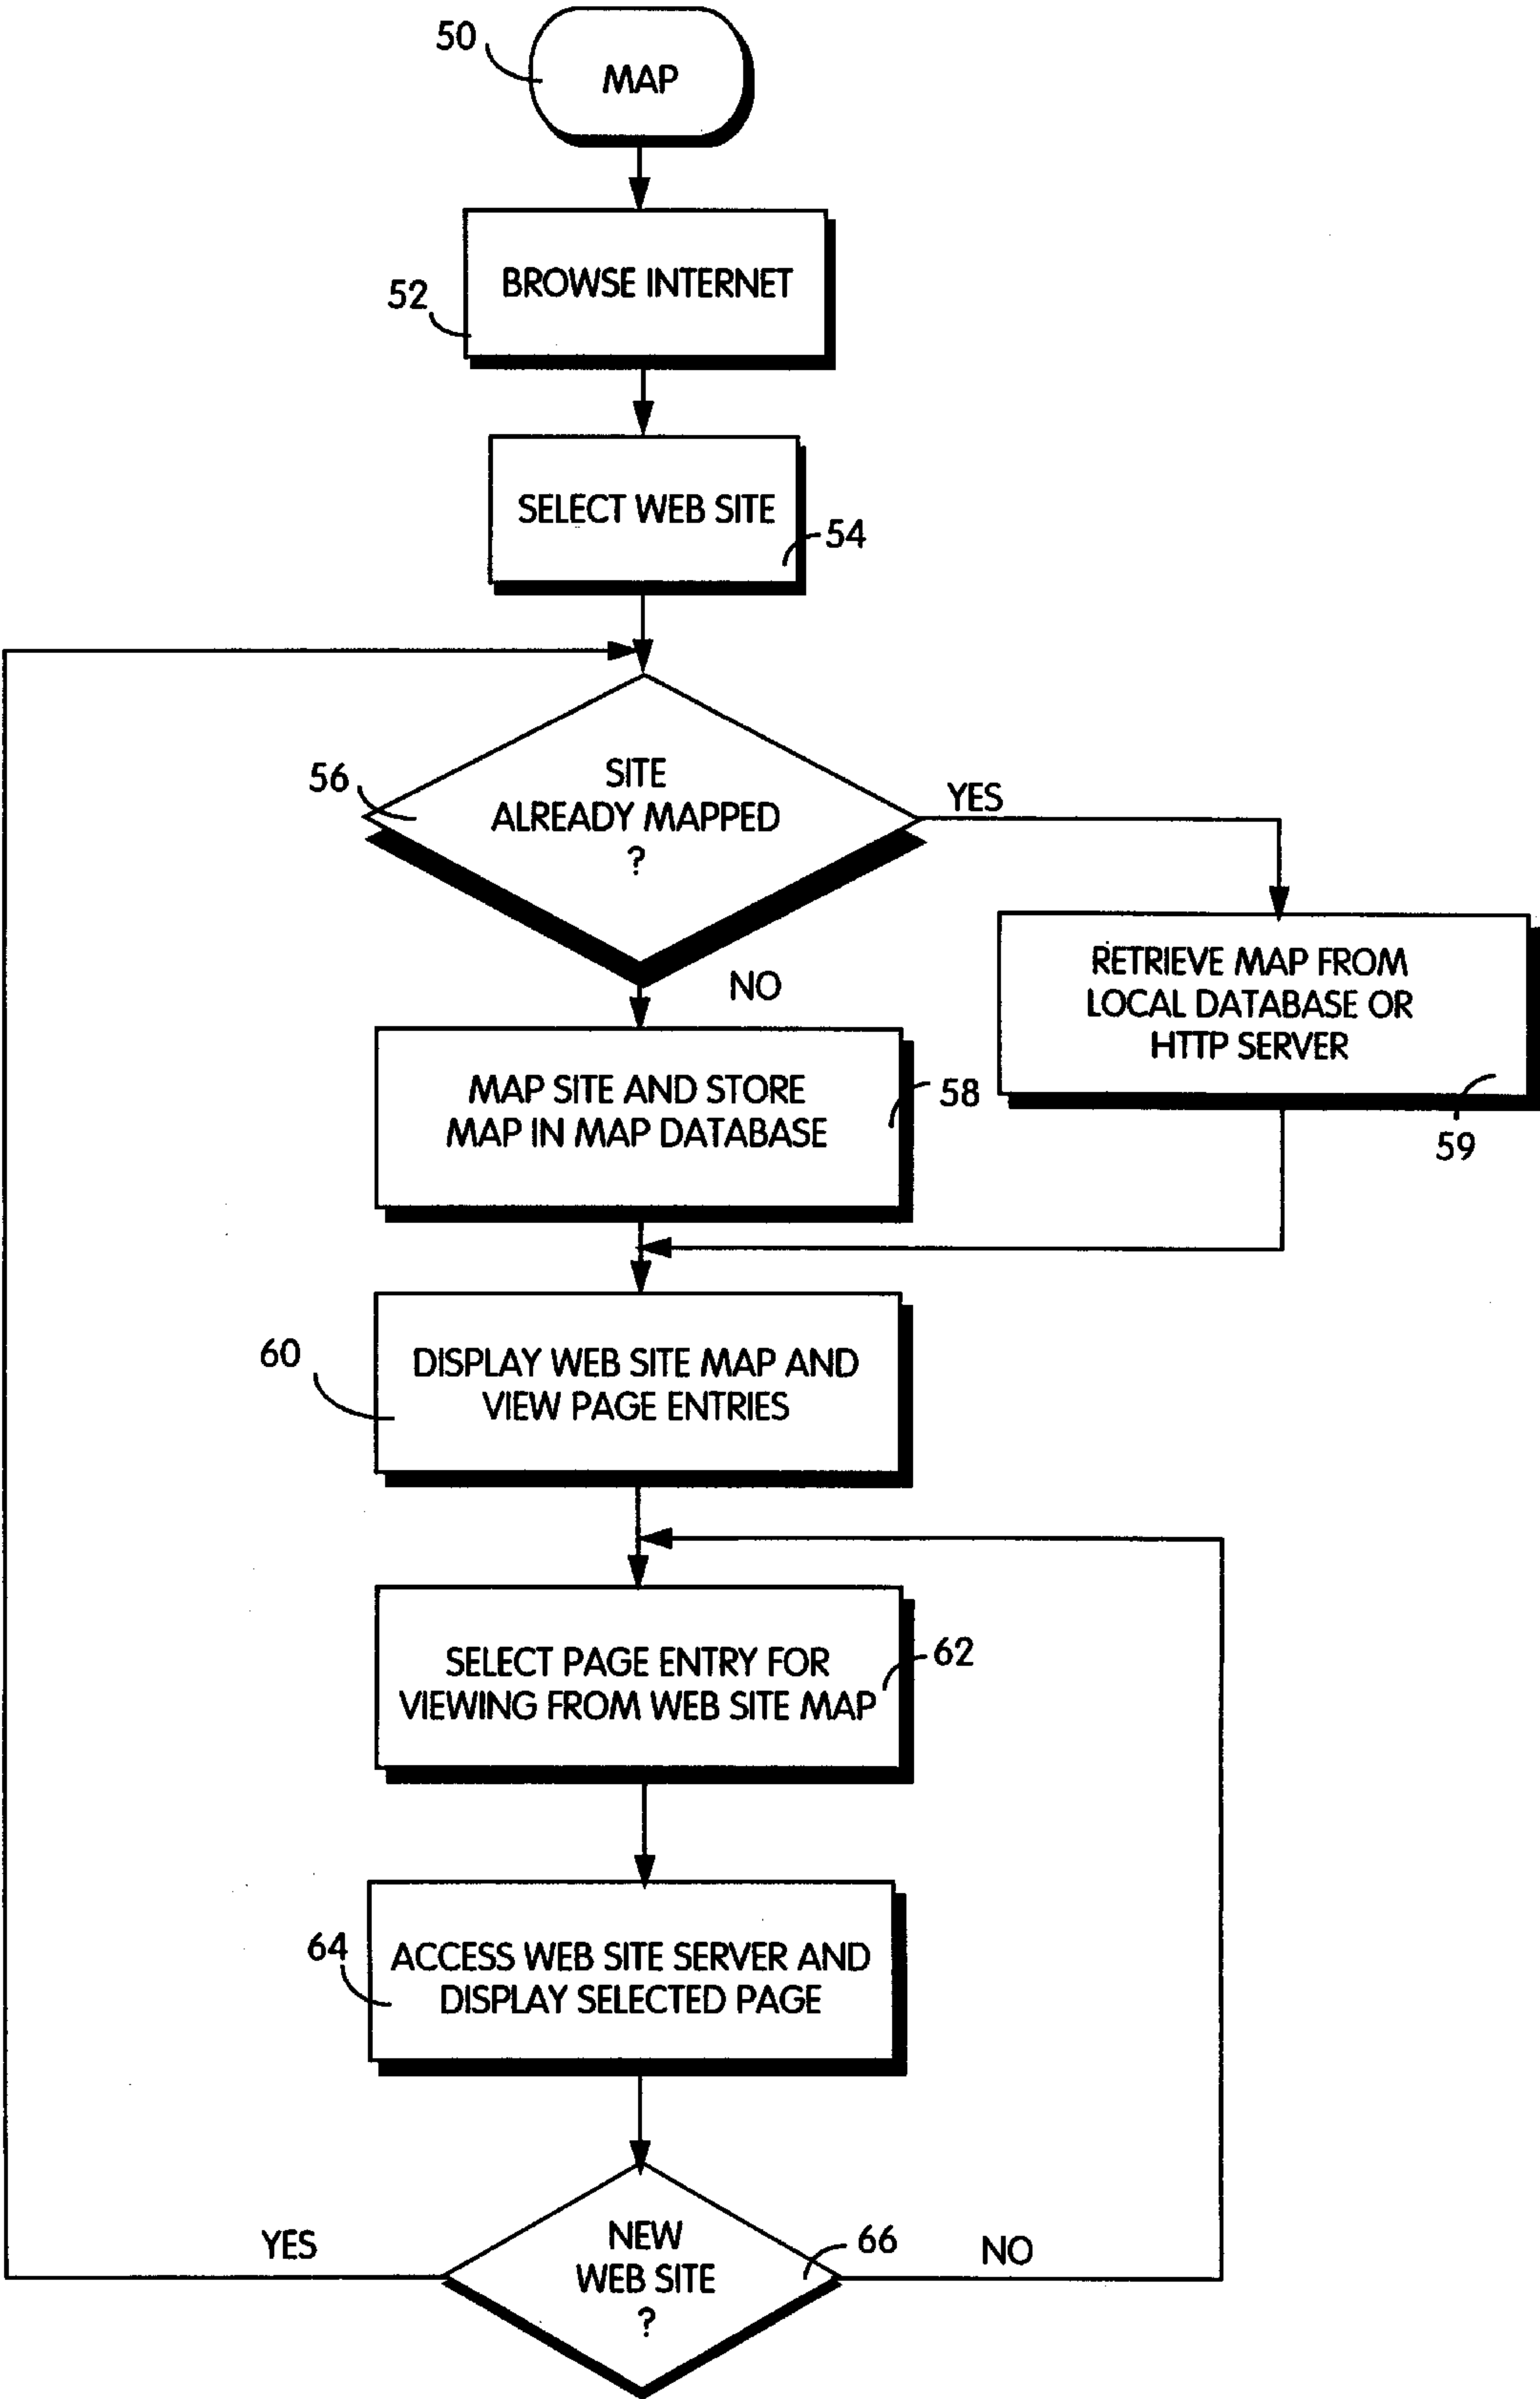 50
MAP
52
BROWSE INTERNET
SELECT WEB SITE
54
56
SITE
ALREADY MAPPED
?
YES
NO
RETRIEVE MAP FROM
LOCAL DATABASE OR
HTTP SERVER
59
MAP SITE AND STORE
MAP IN MAP DATABASE
58
60
DISPLAY WEB SITE MAP AND
VIEW PAGE ENTRIES
SELECT PAGE ENTRY FOR
VIEWING FROM WEB SITE MAP
62
64
ACCESS WEB SITE SERVER AND
DISPLAY SELECTED PAGE
YES
NEW
WEB SITE
?
66
NO